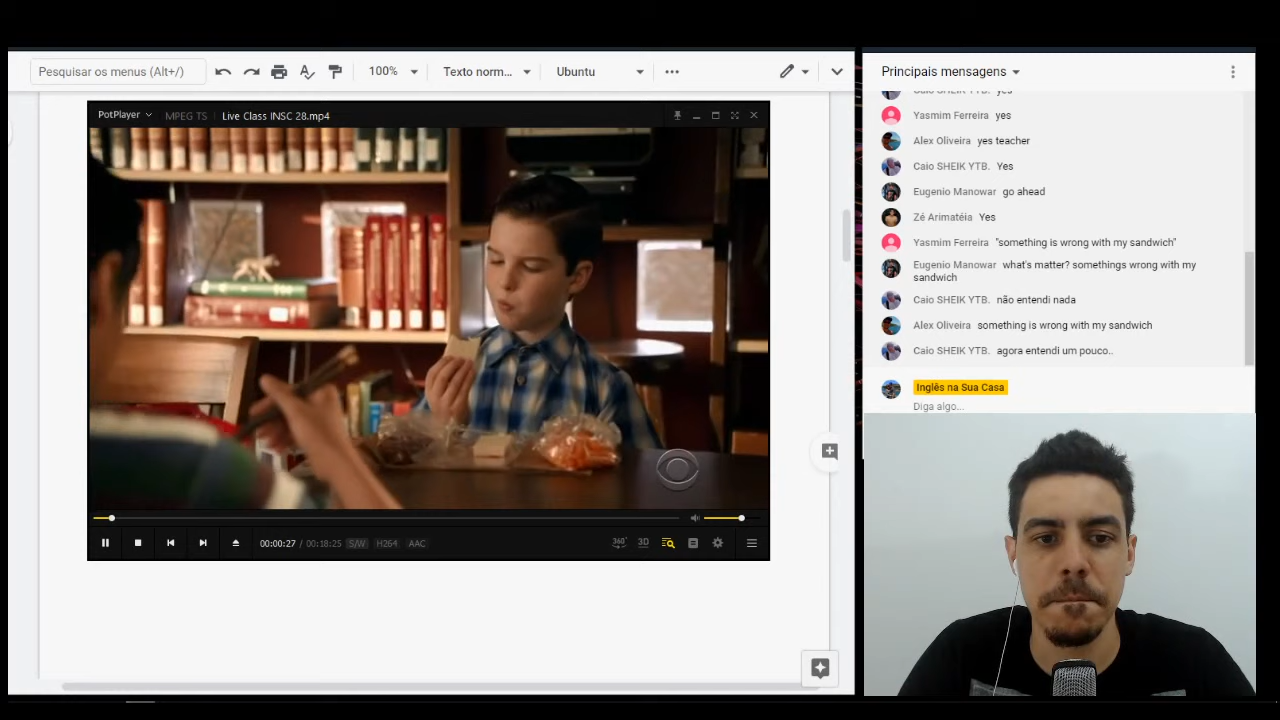 Pesquisar os menus (Alt+/)
100%
Texto norm...
Ubuntu
PotPlayer
MPEG TS
Live Class INSC 28.mp4
00:00:27 / 00:18:25 S/W H264 AAC
360°
3D
Principais mensagens
Caio SHEIK YTB. yes
Yasmim Ferreira yes
Alex Oliveira yes teacher
Caio SHEIK YTB. Yes
Eugenio Manowar go ahead
Zé Arimatéia Yes
Yasmim Ferreira "something is wrong with my sandwich"
Eugenio Manowar what's matter? somethings wrong with my
sandwich
Caio SHEIK YTB. não entendi nada
Alex Oliveira something is wrong with my sandwich
Caio SHEIK YTB. agora entendi um pouco..
Inglês na Sua Casa
Diga algo...